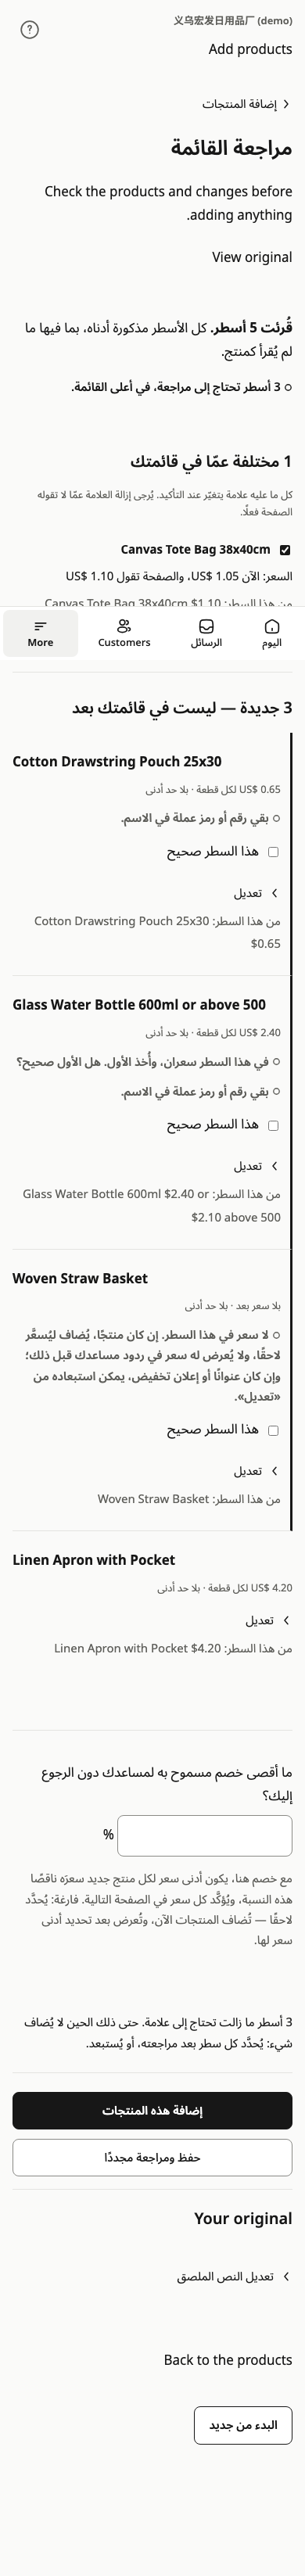 义乌宏发日用品厂 (demo)
Add products
إضافة المنتجات
مراجعة القائمة
Check the products and changes before
adding anything.
View original
قُرئت 5 أسطر. كل الأسطر مذكورة أدناه، بما فيها ما
لم يُقرأ كمنتج.
○ 3 أسطر تحتاج إلى مراجعة، في أعلى القائمة.
1 مختلفة عمّا في قائمتك
كل ما عليه علامة يتغيّر عند التأكيد. يُرجى إزالة العلامة عمّا لا تقوله
الصفحة فعلًا.
Canvas Tote Bag 38x40cm
السعر: الآن US$ 1.05، والصفحة تقول US$ 1.10
من هذا السطر: Canvas Tote Bag 38x40cm $1.10
اليوم
الرسائل
Customers
More
3 جديدة — ليست في قائمتك بعد
Cotton Drawstring Pouch 25x30
US$ 0.65 لكل قطعة · بلا حد أدنى
○ بقي رقم أو رمز عملة في الاسم.
هذا السطر صحيح
تعديل
من هذا السطر: Cotton Drawstring Pouch 25x30
$0.65
Glass Water Bottle 600ml or above 500
US$ 2.40 لكل قطعة · بلا حد أدنى
○ في هذا السطر سعران، وأُخذ الأول. هل الأول صحيح؟
○ بقي رقم أو رمز عملة في الاسم.
هذا السطر صحيح
تعديل
من هذا السطر: Glass Water Bottle 600ml $2.40 or
above 500 $2.10
Woven Straw Basket
بلا سعر بعد · بلا حد أدنى
○ لا سعر في هذا السطر. إن كان منتجًا، يُضاف ليُسعَّر
لاحقًا، ولا يُعرض له سعر في ردود مساعدك قبل ذلك؛
وإن كان عنوانًا أو إعلان تخفيض، يمكن استبعاده من
«تعديل».
هذا السطر صحيح
تعديل
من هذا السطر: Woven Straw Basket
Linen Apron with Pocket
US$ 4.20 لكل قطعة · بلا حد أدنى
تعديل
من هذا السطر: Linen Apron with Pocket $4.20
ما أقصى خصم مسموح به لمساعدك دون الرجوع
إليك؟
%
مع خصم هنا، يكون أدنى سعر لكل منتج جديد سعرَه ناقصًا
هذه النسبة، ويُؤكَّد كل سعر في الصفحة التالية. فارغة: يُحدَّد
لاحقًا — تُضاف المنتجات الآن، وتُعرض بعد تحديد أدنى
سعر لها.
3 أسطر ما زالت تحتاج إلى علامة. حتى ذلك الحين لا يُضاف
شيء: يُحدَّد كل سطر بعد مراجعته، أو يُستبعد.
إضافة هذه المنتجات
حفظ ومراجعة مجددًا
Your original
تعديل النص الملصق
Back to the products
البدء من جديد